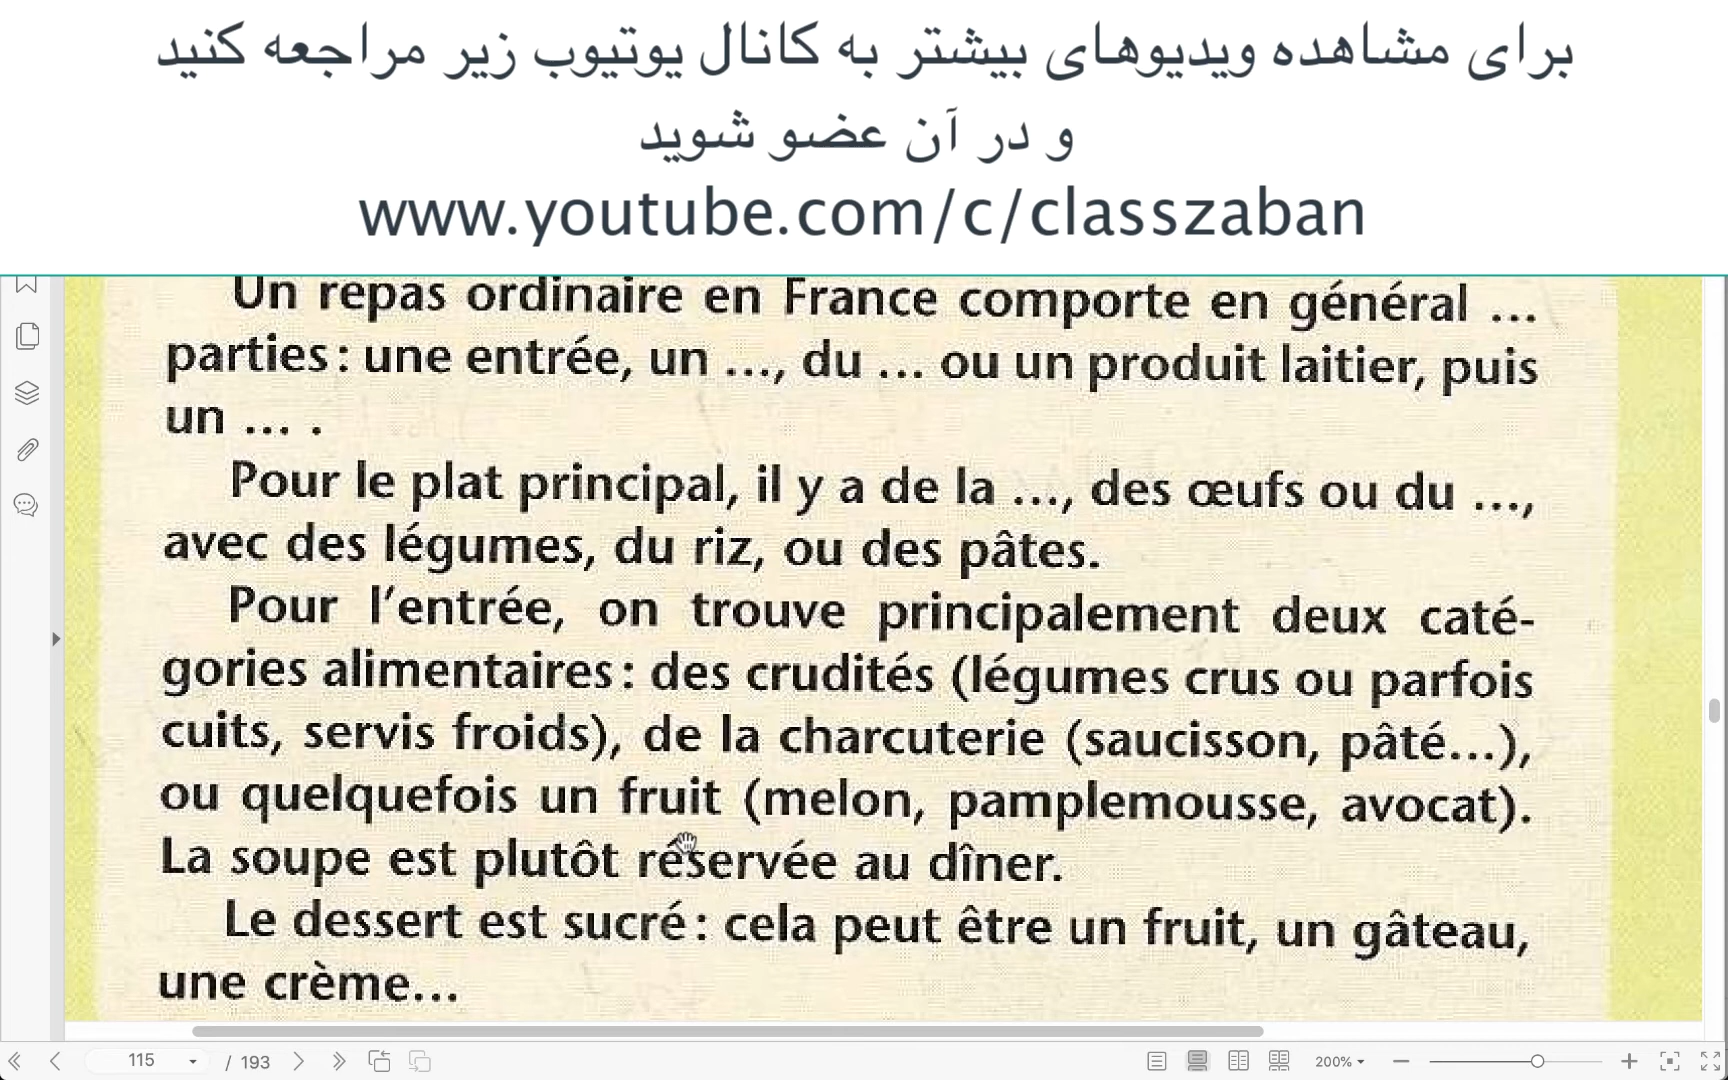 برای مشاهده ویدیوهای بیشتر به کانال یوتیوب زیر مراجعه کنید
و در آن عضو شوید
www.youtube.com/c/classzaban
Un repas ordinaire en France comporte en général ...
parties : une entrée, un ..., du ... ou un produit laitier, puis
un ... .
Pour le plat principal, il y a de la ..., des œufs ou du ...,
avec des légumes, du riz, ou des pâtes.
Pour l'entrée, on trouve principalement deux caté-
gories alimentaires : des crudités (légumes crus ou parfois
cuits, servis froids), de la charcuterie (saucisson, pâté...),
ou quelquefois un fruit (melon, pamplemousse, avocat).
La soupe est plutôt réservée au dîner.
Le dessert est sucré : cela peut être un fruit, un gâteau,
une crème...
115 / 193 200%